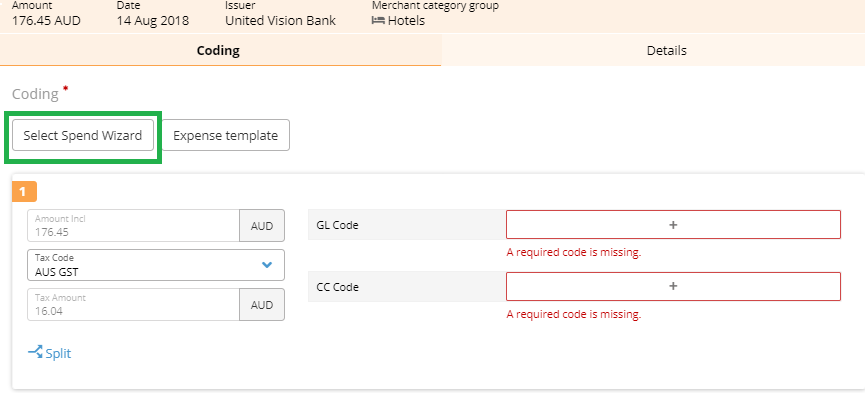 Amount Date Issuer Merchant category group
176.45 AUD 14 Aug 2018 United Vision Bank Hotels
Coding Details
Coding *
Select Spend Wizard Expense template
1
Amount Incl
176.45 AUD
GL Code +
A required code is missing.
Tax Code
AUS GST
CC Code +
A required code is missing.
Tax Amount
16.04 AUD
Split